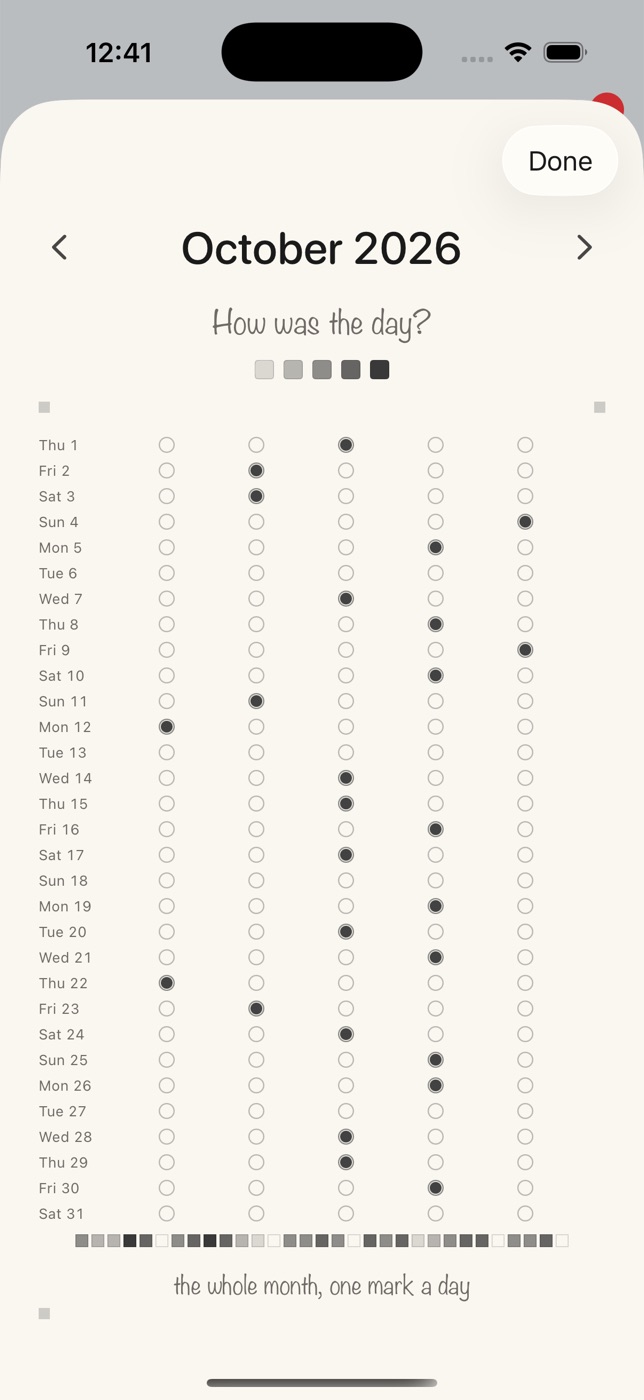 12:41
Done
October 2026
How was the day?
Thu 1
Fri 2
Sat 3
Sun 4
Mon 5
Tue 6
Wed 7
Thu 8
Fri 9
Sat 10
Sun 11
Mon 12
Tue 13
Wed 14
Thu 15
Fri 16
Sat 17
Sun 18
Mon 19
Tue 20
Wed 21
Thu 22
Fri 23
Sat 24
Sun 25
Mon 26
Tue 27
Wed 28
Thu 29
Fri 30
Sat 31
the whole month, one mark a day